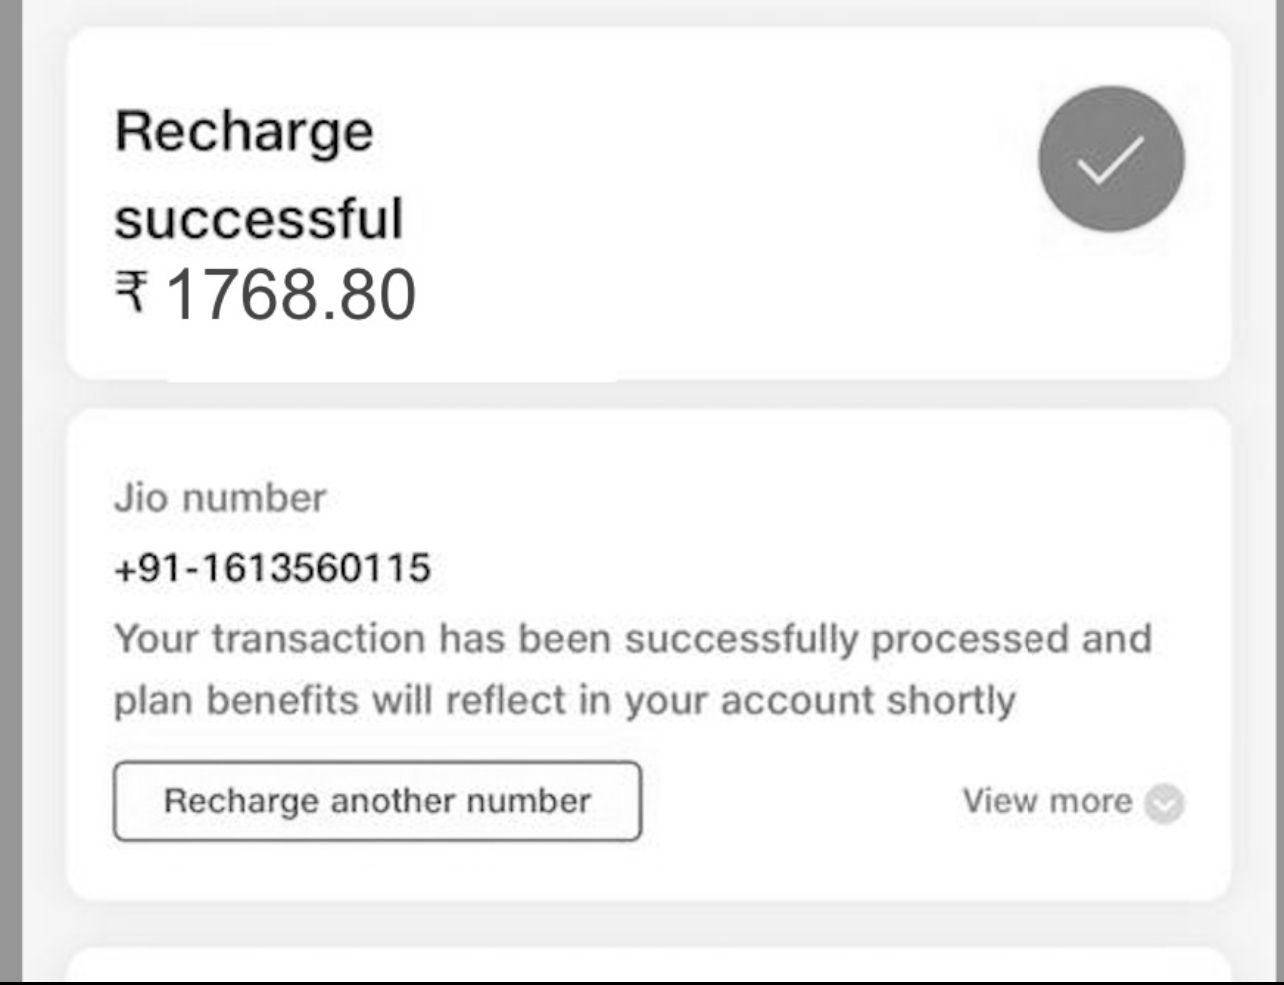 Recharge
successful
₹ 1768.80
Jio number
+91-1613560115
Your transaction has been successfully processed and
plan benefits will reflect in your account shortly
Recharge another number
View more